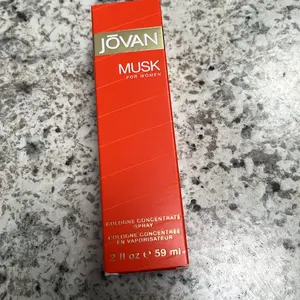 JŌVAN
MUSK
FOR WOMEN
COLOGNE CONCENTRATE
SPRAY
COLOGNE CONCENTRÉE
EN VAPORISATEUR
2 fl oz ℮ 59 ml